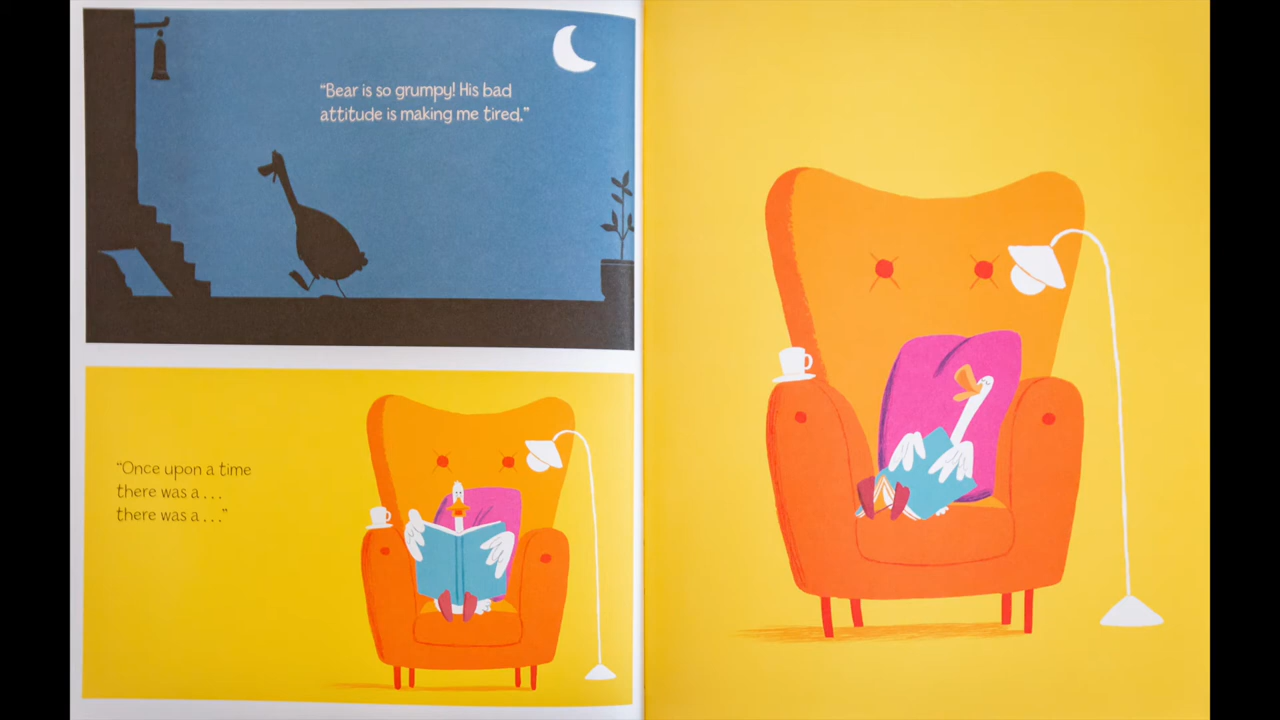 “Bear is so grumpy! His bad
attitude is making me tired.”
“Once upon a time
there was a . . .
there was a . . .”